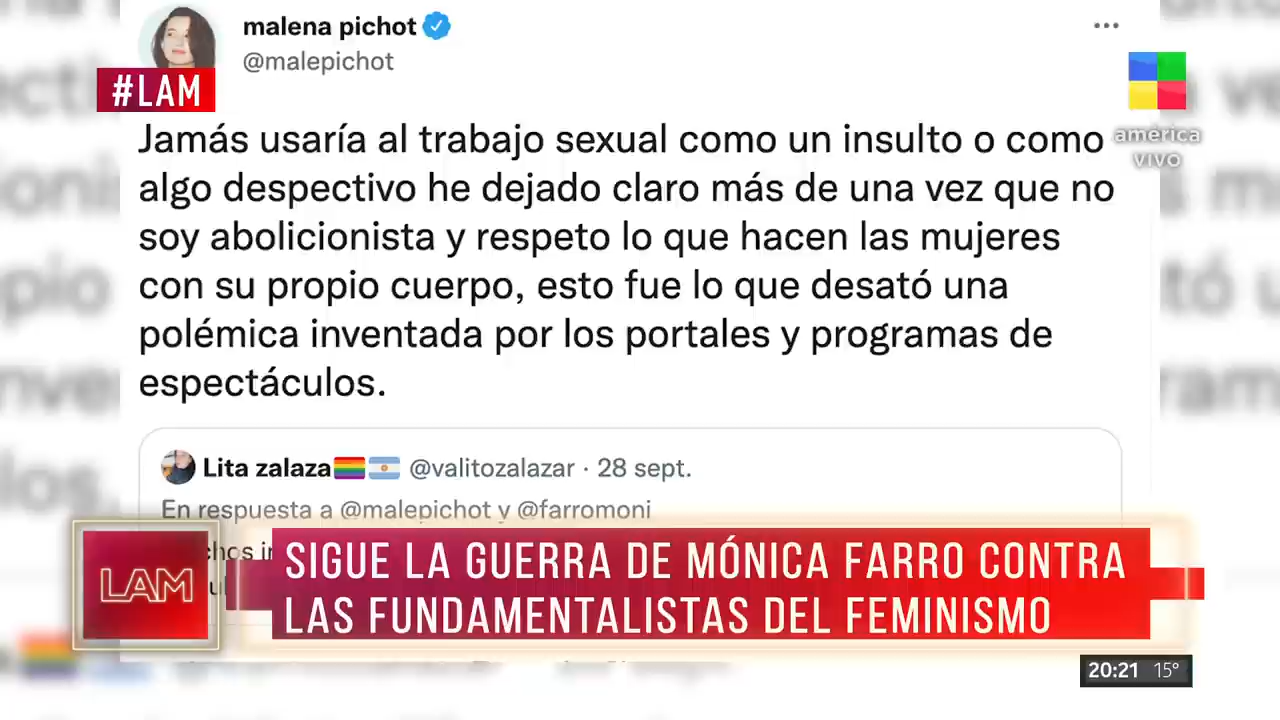 malena pichot
@malepichot
#LAM
américa
VIVO
Jamás usaría al trabajo sexual como un insulto o como
algo despectivo he dejado claro más de una vez que no
soy abolicionista y respeto lo que hacen las mujeres
con su propio cuerpo, esto fue lo que desató una
polémica inventada por los portales y programas de
espectáculos.
Lita zalaza @valitozalazar · 28 sept.
En respuesta a @malepichot y @farromoni
LAM
SIGUE LA GUERRA DE MÓNICA FARRO CONTRA
LAS FUNDAMENTALISTAS DEL FEMINISMO
20:21 15°